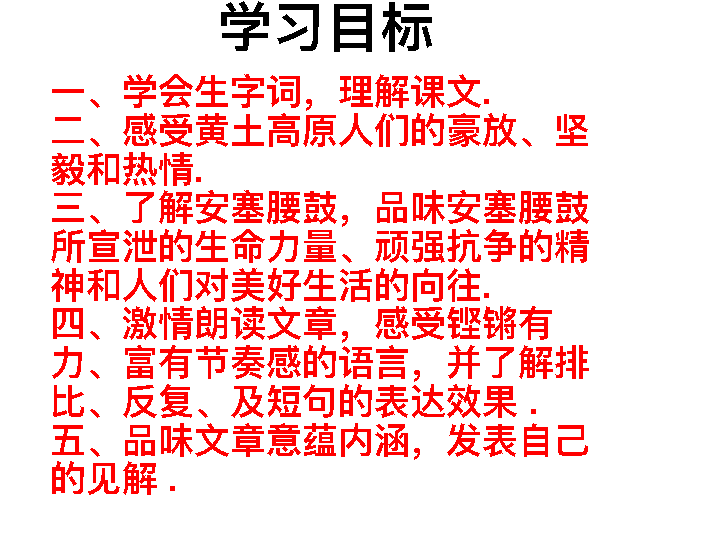 学习目标
一、学会生字词，理解课文.
二、感受黄土高原人们的豪放、坚
毅和热情.
三、了解安塞腰鼓，品味安塞腰鼓
所宣泄的生命力量、顽强抗争的精
神和人们对美好生活的向往.
四、激情朗读文章，感受铿锵有
力、富有节奏感的语言，并了解排
比、反复、及短句的表达效果 .
五、品味文章意蕴内涵，发表自己
的见解 .